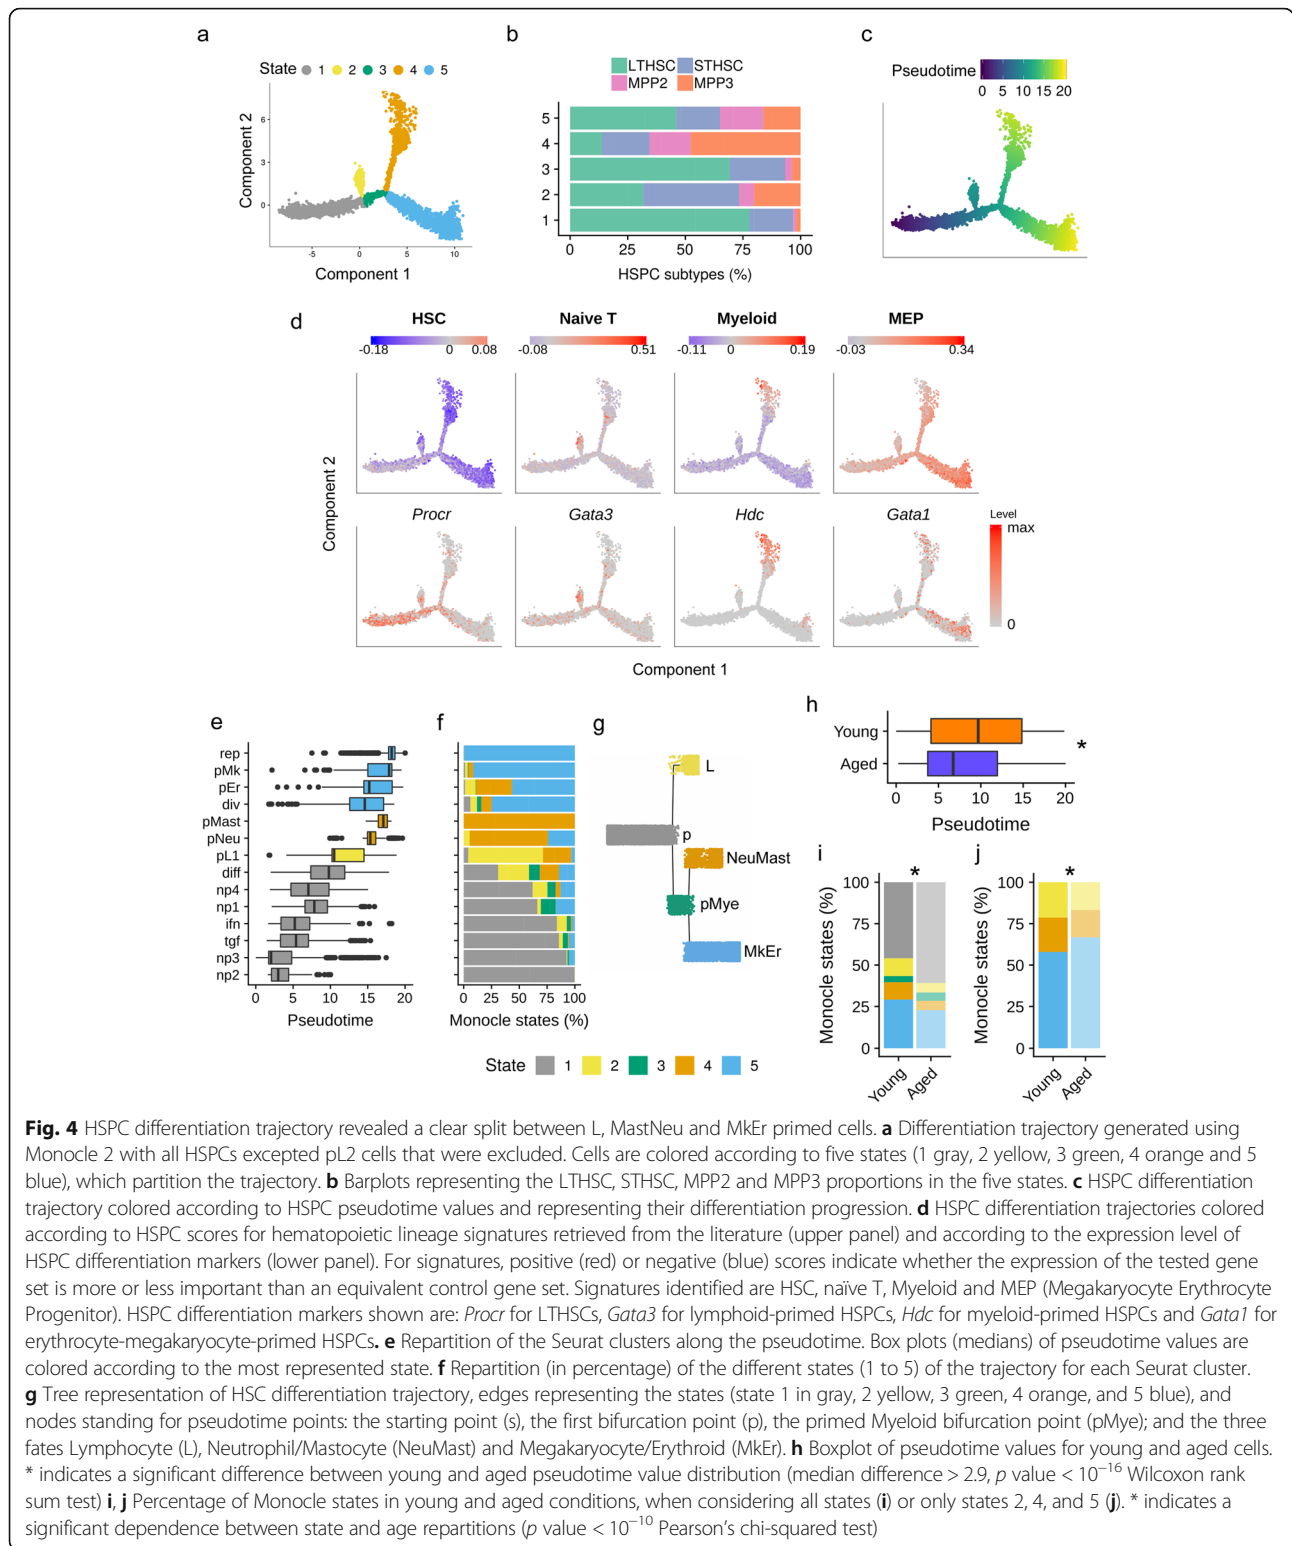 a
State 1 2 3 4 5
Component 2
6
3
0
-5 0 5 10
Component 1
b
LTHSC STHSC
MPP2 MPP3
5
4
3
2
1
0 25 50 75 100
HSPC subtypes (%)
c
Pseudotime
0 5 10 15 20
d
HSC Naive T Myeloid MEP
-0.18 0 0.08 -0.08 0.51 -0.11 0 0.19 -0.03 0.34
Component 2
Procr Gata3 Hdc Gata1
Level
max
0
Component 1
e
rep
pMk
pEr
div
pMast
pNeu
pL1
diff
np4
np1
ifn
tgf
np3
np2
0 5 10 15 20
Pseudotime
f
0 25 50 75 100
Monocle states (%)
g
L
p
NeuMast
pMye
MkEr
h
Young
Aged
*
0 5 10 15 20
Pseudotime
i
*
Monocle states (%)
100
75
50
25
0
Young Aged
j
*
Monocle states (%)
100
75
50
25
0
Young Aged
State 1 2 3 4 5
Fig. 4 HSPC differentiation trajectory revealed a clear split between L, MastNeu and MkEr primed cells. a Differentiation trajectory generated using
Monocle 2 with all HSPCs excepted pL2 cells that were excluded. Cells are colored according to five states (1 gray, 2 yellow, 3 green, 4 orange and 5
blue), which partition the trajectory. b Barplots representing the LTHSC, STHSC, MPP2 and MPP3 proportions in the five states. c HSPC differentiation
trajectory colored according to HSPC pseudotime values and representing their differentiation progression. d HSPC differentiation trajectories colored
according to HSPC scores for hematopoietic lineage signatures retrieved from the literature (upper panel) and according to the expression level of
HSPC differentiation markers (lower panel). For signatures, positive (red) or negative (blue) scores indicate whether the expression of the tested gene
set is more or less important than an equivalent control gene set. Signatures identified are HSC, naïve T, Myeloid and MEP (Megakaryocyte Erythrocyte
Progenitor). HSPC differentiation markers shown are: Procr for LTHSCs, Gata3 for lymphoid-primed HSPCs, Hdc for myeloid-primed HSPCs and Gata1 for
erythrocyte-megakaryocyte-primed HSPCs. e Repartition of the Seurat clusters along the pseudotime. Box plots (medians) of pseudotime values are
colored according to the most represented state. f Repartition (in percentage) of the different states (1 to 5) of the trajectory for each Seurat cluster.
g Tree representation of HSC differentiation trajectory, edges representing the states (state 1 in gray, 2 yellow, 3 green, 4 orange, and 5 blue), and
nodes standing for pseudotime points: the starting point (s), the first bifurcation point (p), the primed Myeloid bifurcation point (pMye); and the three
fates Lymphocyte (L), Neutrophil/Mastocyte (NeuMast) and Megakaryocyte/Erythroid (MkEr). h Boxplot of pseudotime values for young and aged cells.
* indicates a significant difference between young and aged pseudotime value distribution (median difference > 2.9, p value < 10⁻¹⁶ Wilcoxon rank
sum test) i, j Percentage of Monocle states in young and aged conditions, when considering all states (i) or only states 2, 4, and 5 (j). * indicates a
significant dependence between state and age repartitions (p value < 10⁻¹⁰ Pearson's chi-squared test)